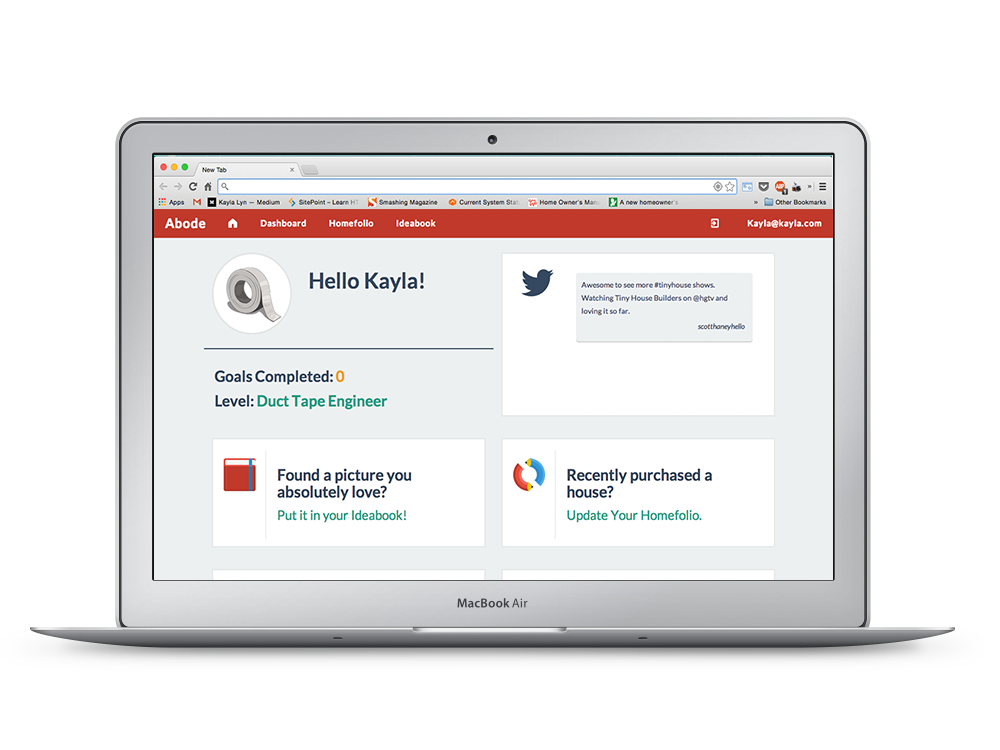 New Tab
Apps Kayla Lyn — Medium SitePoint – Learn HT Smashing Magazine Current System Stat Home Owner's Manu A new homeowner's » Other Bookmarks
Abode Dashboard Homefolio Ideabook Kayla@kayla.com
Hello Kayla!
Awesome to see more #tinyhouse shows.
Watching Tiny House Builders on @hgtv and
loving it so far.
scotthaneyhello
Goals Completed: 0
Level: Duct Tape Engineer
Found a picture you
absolutely love?
Put it in your Ideabook!
Recently purchased a
house?
Update Your Homefolio.
MacBook Air